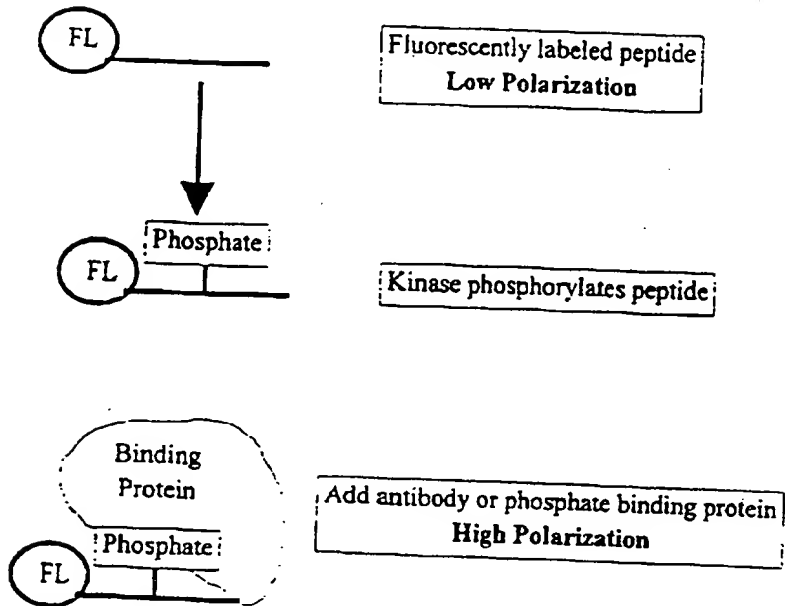 FL
Fluorescently labeled peptide
Low Polarization
Phosphate
FL
Kinase phosphorylates peptide
Binding
Protein
Add antibody or phosphate binding protein
High Polarization
Phosphate
FL